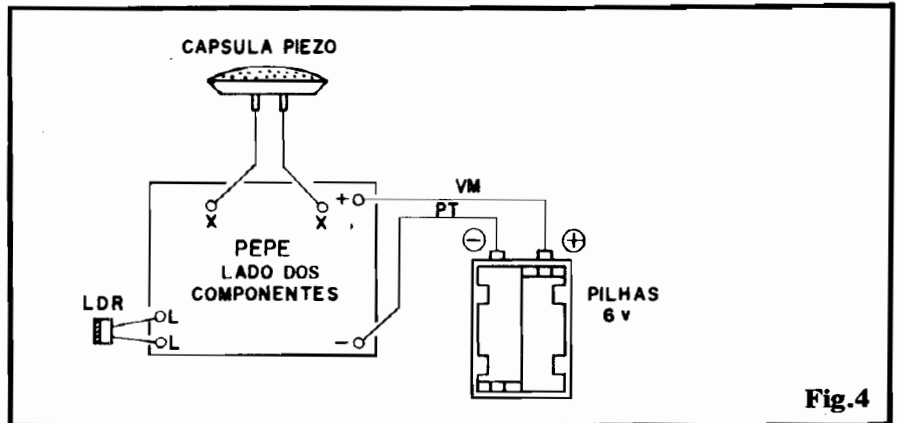 CAPSULA PIEZO
VM
+
PT
X
X
PEPE
LADO DOS
COMPONENTES
- +
PILHAS
6 v
LDR
L
L
-
Fig.4